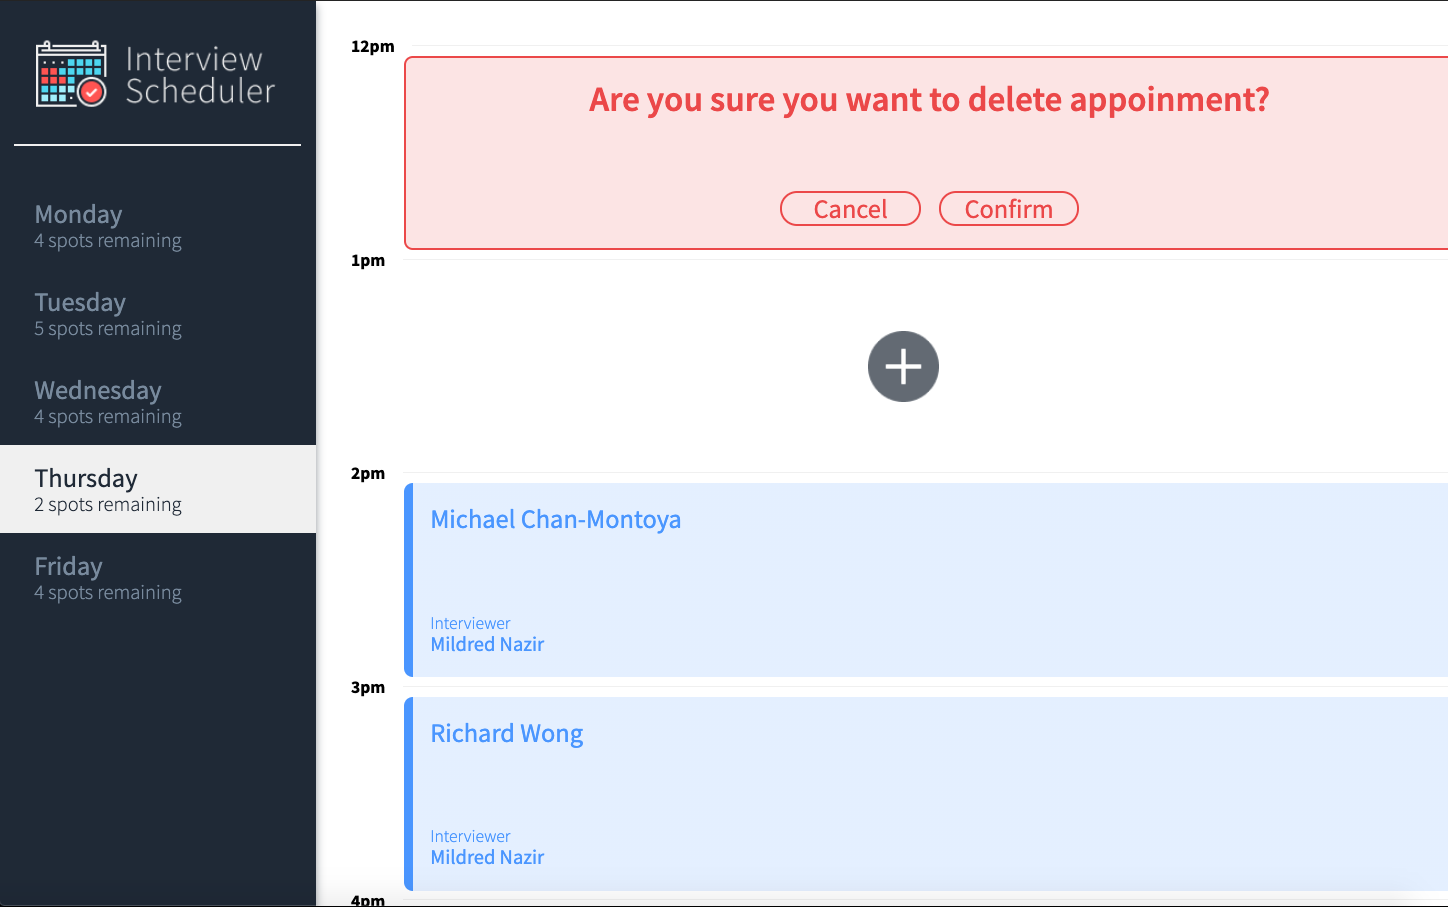 Interview
Scheduler
Monday
4 spots remaining
Tuesday
5 spots remaining
Wednesday
4 spots remaining
Thursday
2 spots remaining
Friday
4 spots remaining
12pm
Are you sure you want to delete appoinment?
Cancel Confirm
1pm
2pm
Michael Chan-Montoya
Interviewer
Mildred Nazir
3pm
Richard Wong
Interviewer
Mildred Nazir
4pm